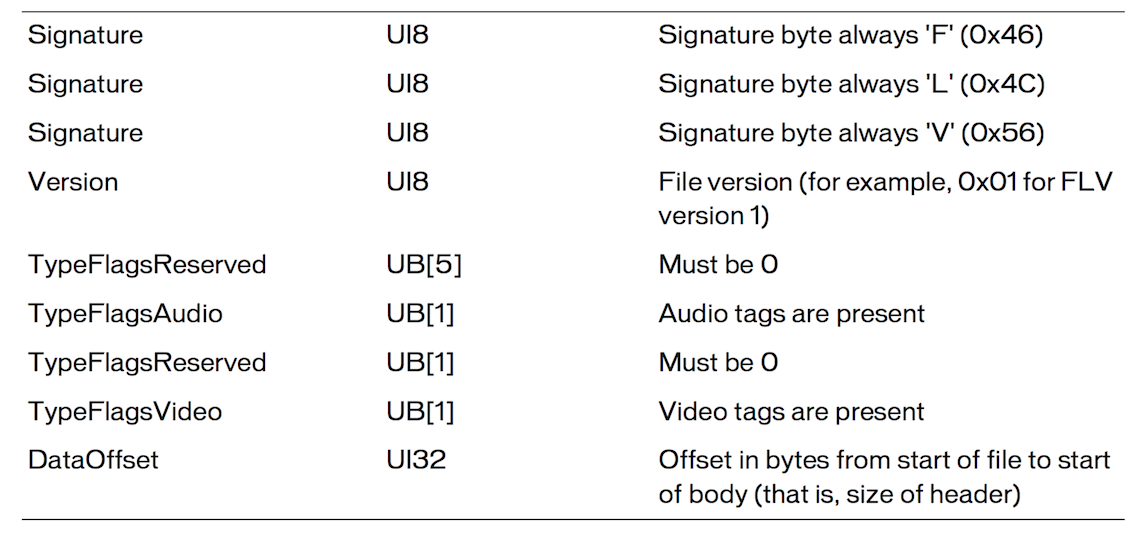 Signature UI8 Signature byte always 'F' (0x46)
Signature UI8 Signature byte always 'L' (0x4C)
Signature UI8 Signature byte always 'V' (0x56)
Version UI8 File version (for example, 0x01 for FLV
version 1)
TypeFlagsReserved UB[5] Must be 0
TypeFlagsAudio UB[1] Audio tags are present
TypeFlagsReserved UB[1] Must be 0
TypeFlagsVideo UB[1] Video tags are present
DataOffset UI32 Offset in bytes from start of file to start
of body (that is, size of header)